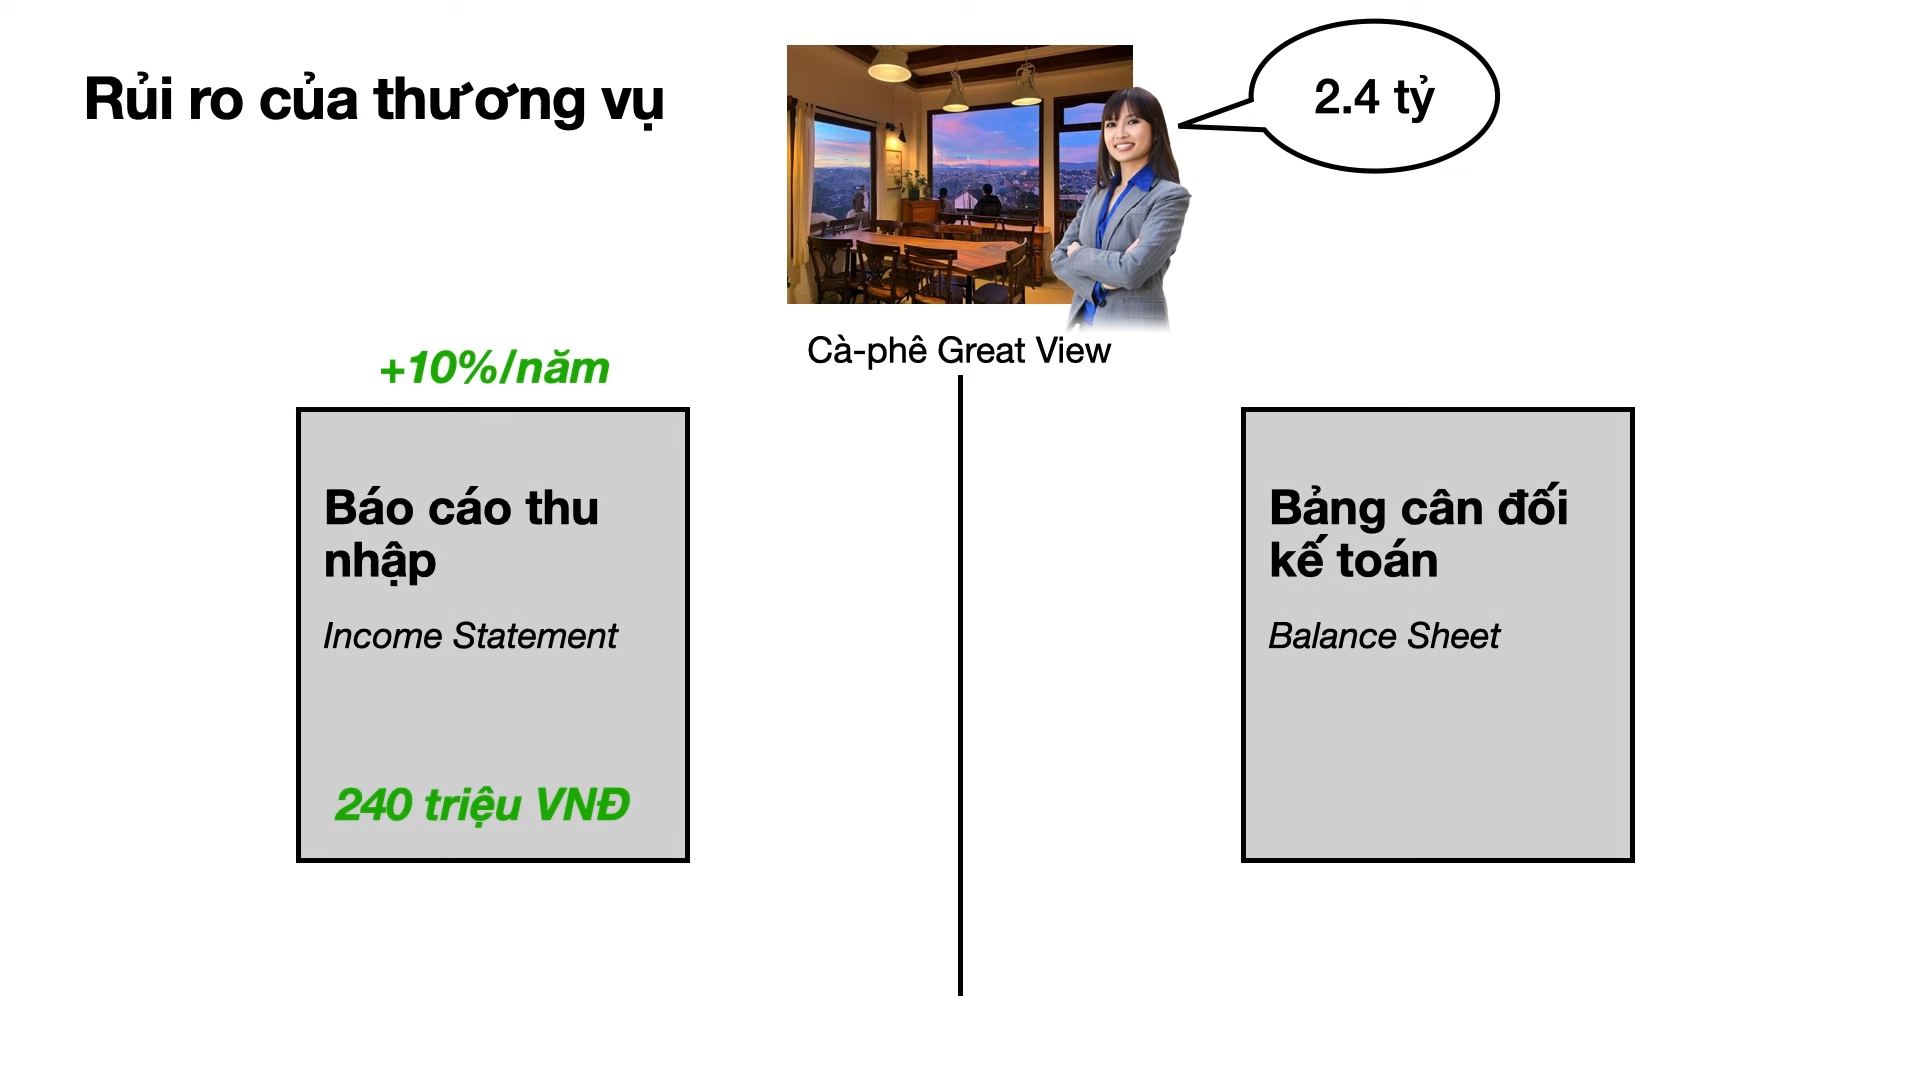 Rủi ro của thương vụ
2.4 tỷ
Cà-phê Great View
+10%/năm
Báo cáo thu
nhập
Income Statement
240 triệu VNĐ
Bảng cân đối
kế toán
Balance Sheet